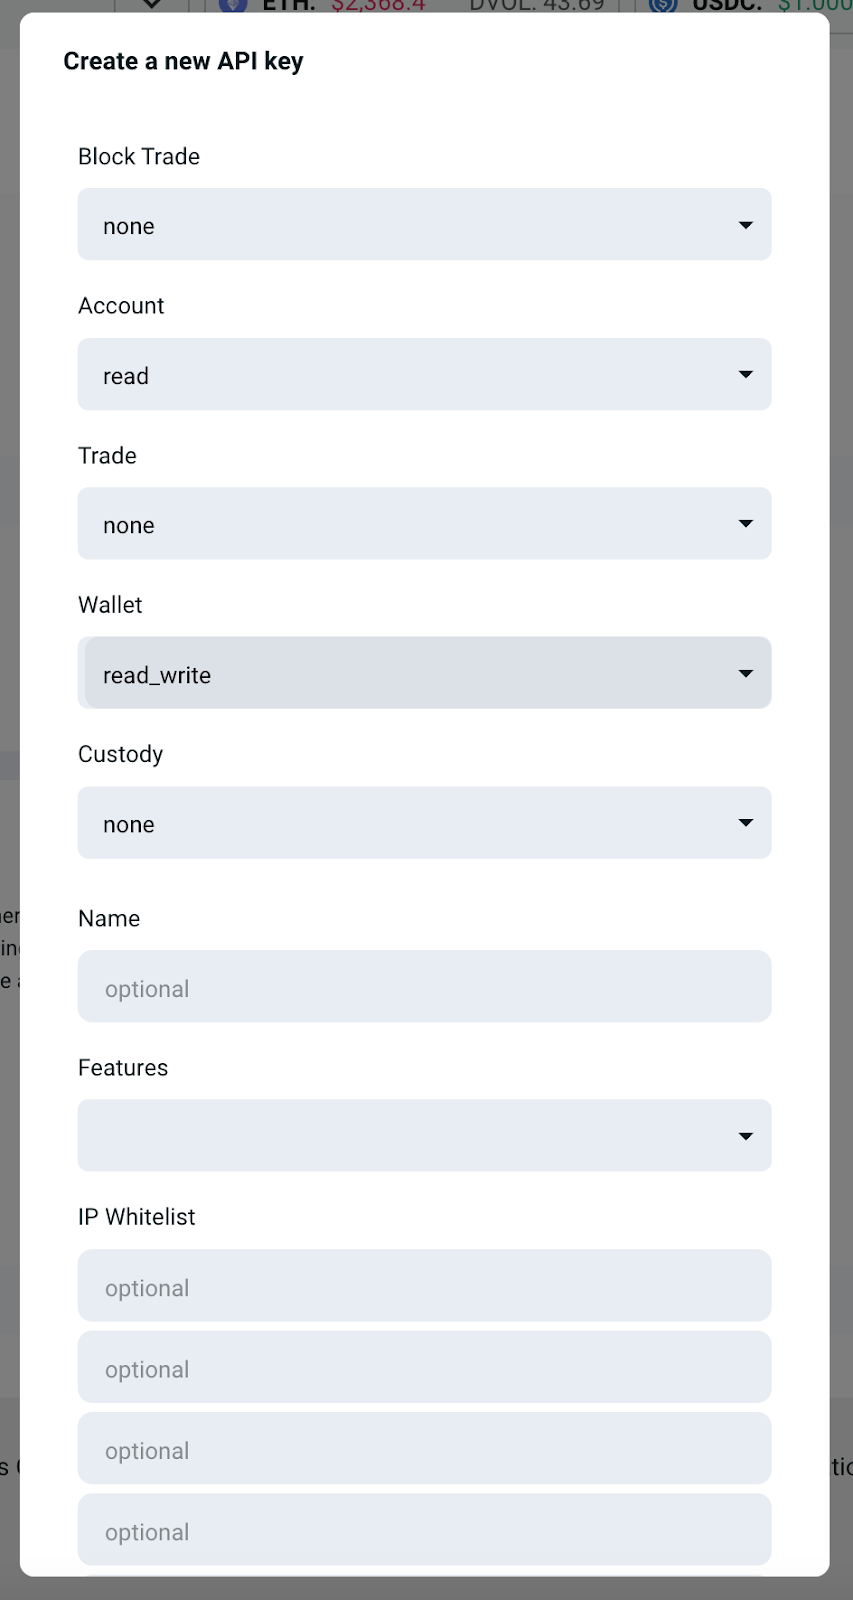 ETH: $2,368.4 DVOL: 43.69 USDC: $1.000
Create a new API key
Block Trade
none
Account
read
Trade
none
Wallet
read_write
Custody
none
Name
optional
Features
IP Whitelist
optional
optional
optional
optional